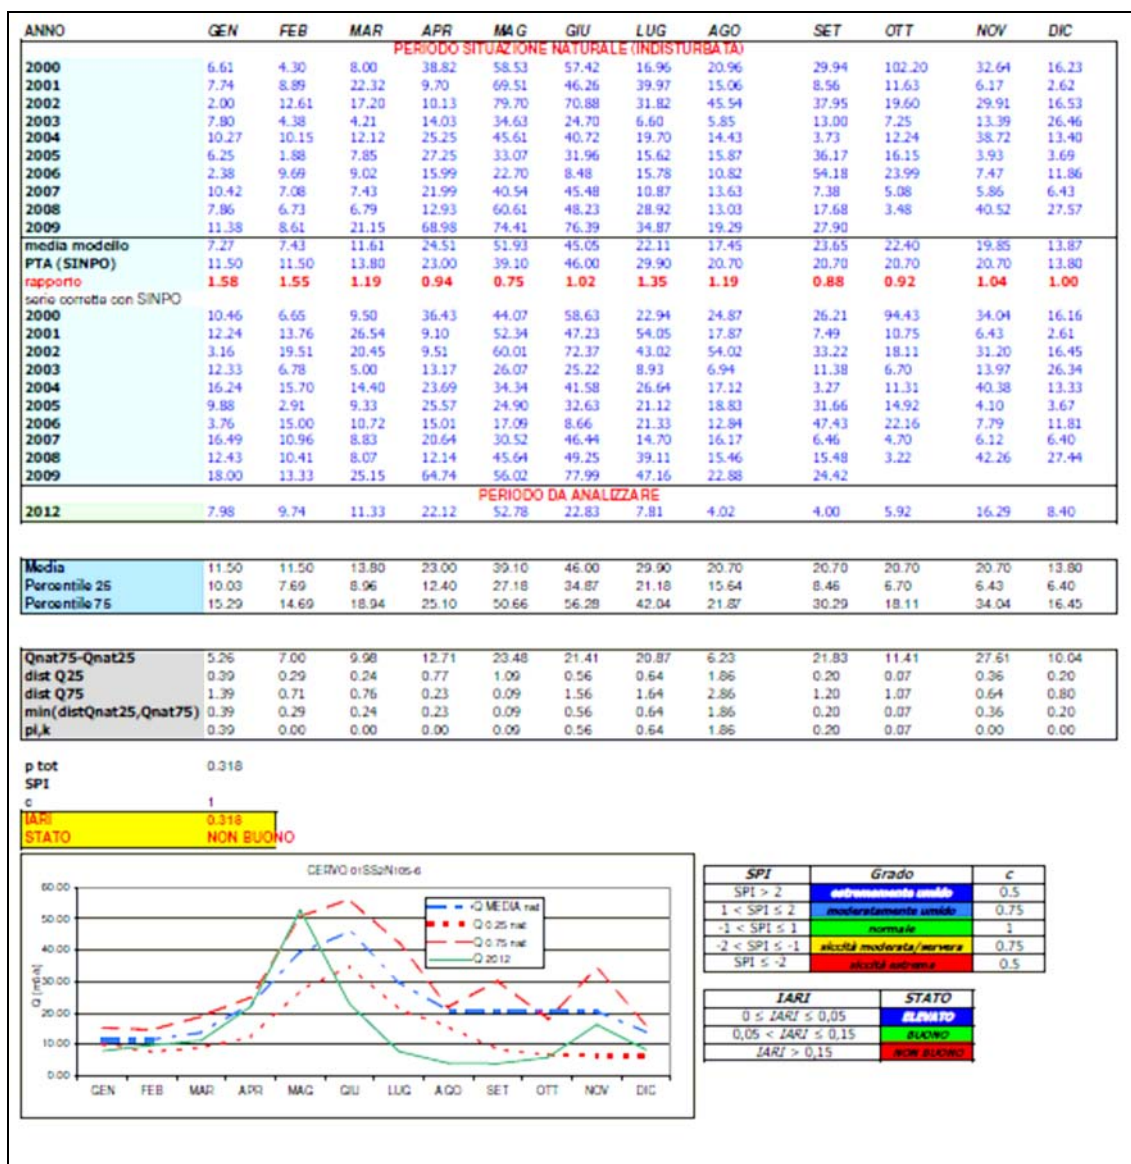 ANNO GEN FEB MAR APR MAG GIU LUG AGO SET OTT NOV DIC
PERIODO SITUAZIONE NATURALE (INDISTURBATA)
2000 6.61 4.30 8.00 38.82 58.53 57.42 16.96 20.96 29.94 102.20 32.64 16.23
2001 7.74 8.89 22.32 9.70 69.51 46.26 39.97 15.06 8.56 11.63 6.17 2.62
2002 2.00 12.61 17.20 10.13 79.70 70.88 31.82 45.54 37.95 19.60 29.91 16.53
2003 7.80 4.38 4.21 14.03 34.63 24.70 6.60 5.85 13.00 7.25 13.39 26.46
2004 10.27 10.15 12.12 25.25 45.61 40.72 19.70 14.43 3.73 12.24 38.72 13.40
2005 6.25 1.88 7.85 27.25 33.07 31.96 15.62 15.87 36.17 16.15 3.93 3.69
2006 2.38 9.69 9.02 15.99 22.70 8.48 15.78 10.82 54.18 23.99 7.47 11.86
2007 10.42 7.08 7.43 21.99 40.54 45.48 10.87 13.63 7.38 5.08 5.86 6.43
2008 7.86 6.73 6.79 12.93 60.61 48.23 28.92 13.03 17.68 3.48 40.52 27.57
2009 11.38 8.61 21.15 68.98 74.41 76.39 34.87 19.29 27.90
media modello 7.27 7.43 11.61 24.51 51.93 45.05 22.11 17.45 23.65 22.40 19.85 13.87
PTA (SINPO) 11.50 11.50 13.80 23.00 39.10 46.00 29.90 20.70 20.70 20.70 20.70 13.80
rapporto 1.58 1.55 1.19 0.94 0.75 1.02 1.35 1.19 0.88 0.92 1.04 1.00
serie corrette con SINPO
2000 10.46 6.65 9.50 36.43 44.07 58.63 22.94 24.87 26.21 94.43 34.04 16.16
2001 12.24 13.76 26.54 9.10 52.34 47.23 54.05 17.87 7.49 10.75 6.43 2.61
2002 3.16 19.51 20.45 9.51 60.01 72.37 43.02 54.02 33.22 18.11 31.20 16.45
2003 12.33 6.78 5.00 13.17 26.07 25.22 8.93 6.94 11.38 6.70 13.97 26.34
2004 16.24 15.70 14.40 23.69 34.34 41.58 26.64 17.12 3.27 11.31 40.38 13.33
2005 9.88 2.91 9.33 25.57 24.90 32.63 21.12 18.83 31.66 14.92 4.10 3.67
2006 3.76 15.00 10.72 15.01 17.09 8.66 21.33 12.84 47.43 22.16 7.79 11.81
2007 16.49 10.96 8.83 20.64 30.52 46.44 14.70 16.17 6.46 4.70 6.12 6.40
2008 12.43 10.41 8.07 12.14 45.64 49.25 39.11 15.46 15.48 3.22 42.26 27.44
2009 18.00 13.33 25.15 64.74 56.02 77.99 47.16 22.88 24.42
PERIODO DA ANALIZZARE
2012 7.98 9.74 11.33 22.12 52.78 22.83 7.81 4.02 4.00 5.92 16.29 8.40
Media 11.50 11.50 13.80 23.00 39.10 46.00 29.90 20.70 20.70 20.70 20.70 13.80
Percentile 25 10.03 7.69 8.96 12.40 27.18 34.87 21.18 15.64 8.46 6.70 6.43 6.40
Percentile 75 15.29 14.69 18.94 25.10 50.66 56.28 42.04 21.87 30.29 18.11 34.04 16.45
Qnat75-Qnat25 5.26 7.00 9.98 12.71 23.48 21.41 20.87 6.23 21.83 11.41 27.61 10.04
dist Q25 0.39 0.29 0.24 0.77 1.09 0.56 0.64 1.86 0.20 0.07 0.36 0.20
dist Q75 1.39 0.71 0.76 0.23 0.09 1.56 1.64 2.86 1.20 1.07 0.64 0.80
min(distQnat25,Qnat75) 0.39 0.29 0.24 0.23 0.09 0.56 0.64 1.86 0.20 0.07 0.36 0.20
pi,k 0.39 0.00 0.00 0.00 0.09 0.56 0.64 1.86 0.20 0.07 0.00 0.00
p tot 0.318
SPI
c 1
IARI 0.318
STATO NON BUONO
CERVO 01SS2N105-6
60.00
50.00
40.00
30.00
20.00
10.00
0.00
Q MEDIA nat
Q 0.25 nat
Q 0.75 nat
Q 2012
GEN FEB MAR APR MAG GIU LUG AGO SET OTT NOV DIC
SPI Grado c
SPI > 2 estremamente umido 0.5
1 < SPI ≤ 2 moderatamente umido 0.75
-1 < SPI ≤ 1 normale 1
-2 < SPI ≤ -1 siccità moderata/severa 0.75
SPI ≤ -2 siccità estrema 0.5
IARI STATO
0 ≤ IARI ≤ 0,05 ELEVATO
0,05 < IARI ≤ 0,15 BUONO
IARI > 0,15 NON BUONO